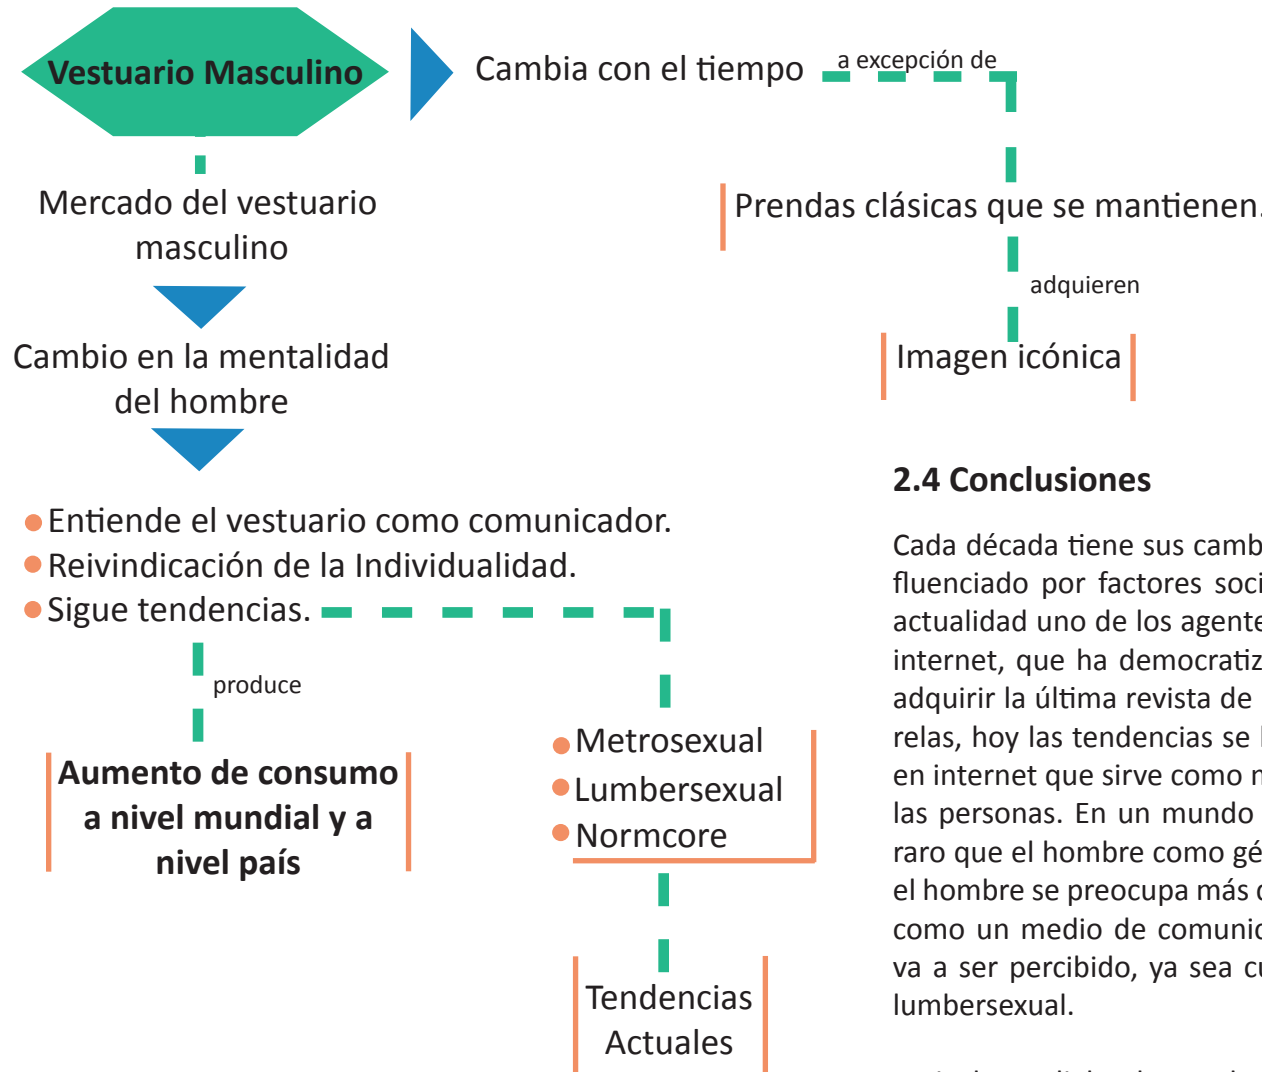 Vestuario Masculino
Cambia con el tiempo
a excepción de
Prendas clásicas que se mantienen.
adquieren
Imagen icónica
Mercado del vestuario
masculino
Cambio en la mentalidad
del hombre
Entiende el vestuario como comunicador.
Reivindicación de la Individualidad.
Sigue tendencias.
produce
Aumento de consumo
a nivel mundial y a
nivel país
Metrosexual
Lumbersexual
Normcore
Tendencias
Actuales
2.4 Conclusiones
Cada década tiene sus camb
fluenciado por factores soci
actualidad uno de los agente
internet, que ha democratiz
adquirir la última revista de
relas, hoy las tendencias se
en internet que sirve como
las personas. En un mundo
raro que el hombre como gé
el hombre se preocupa más
como un medio de comunic
va a ser percibido, ya sea
lumbersexual.